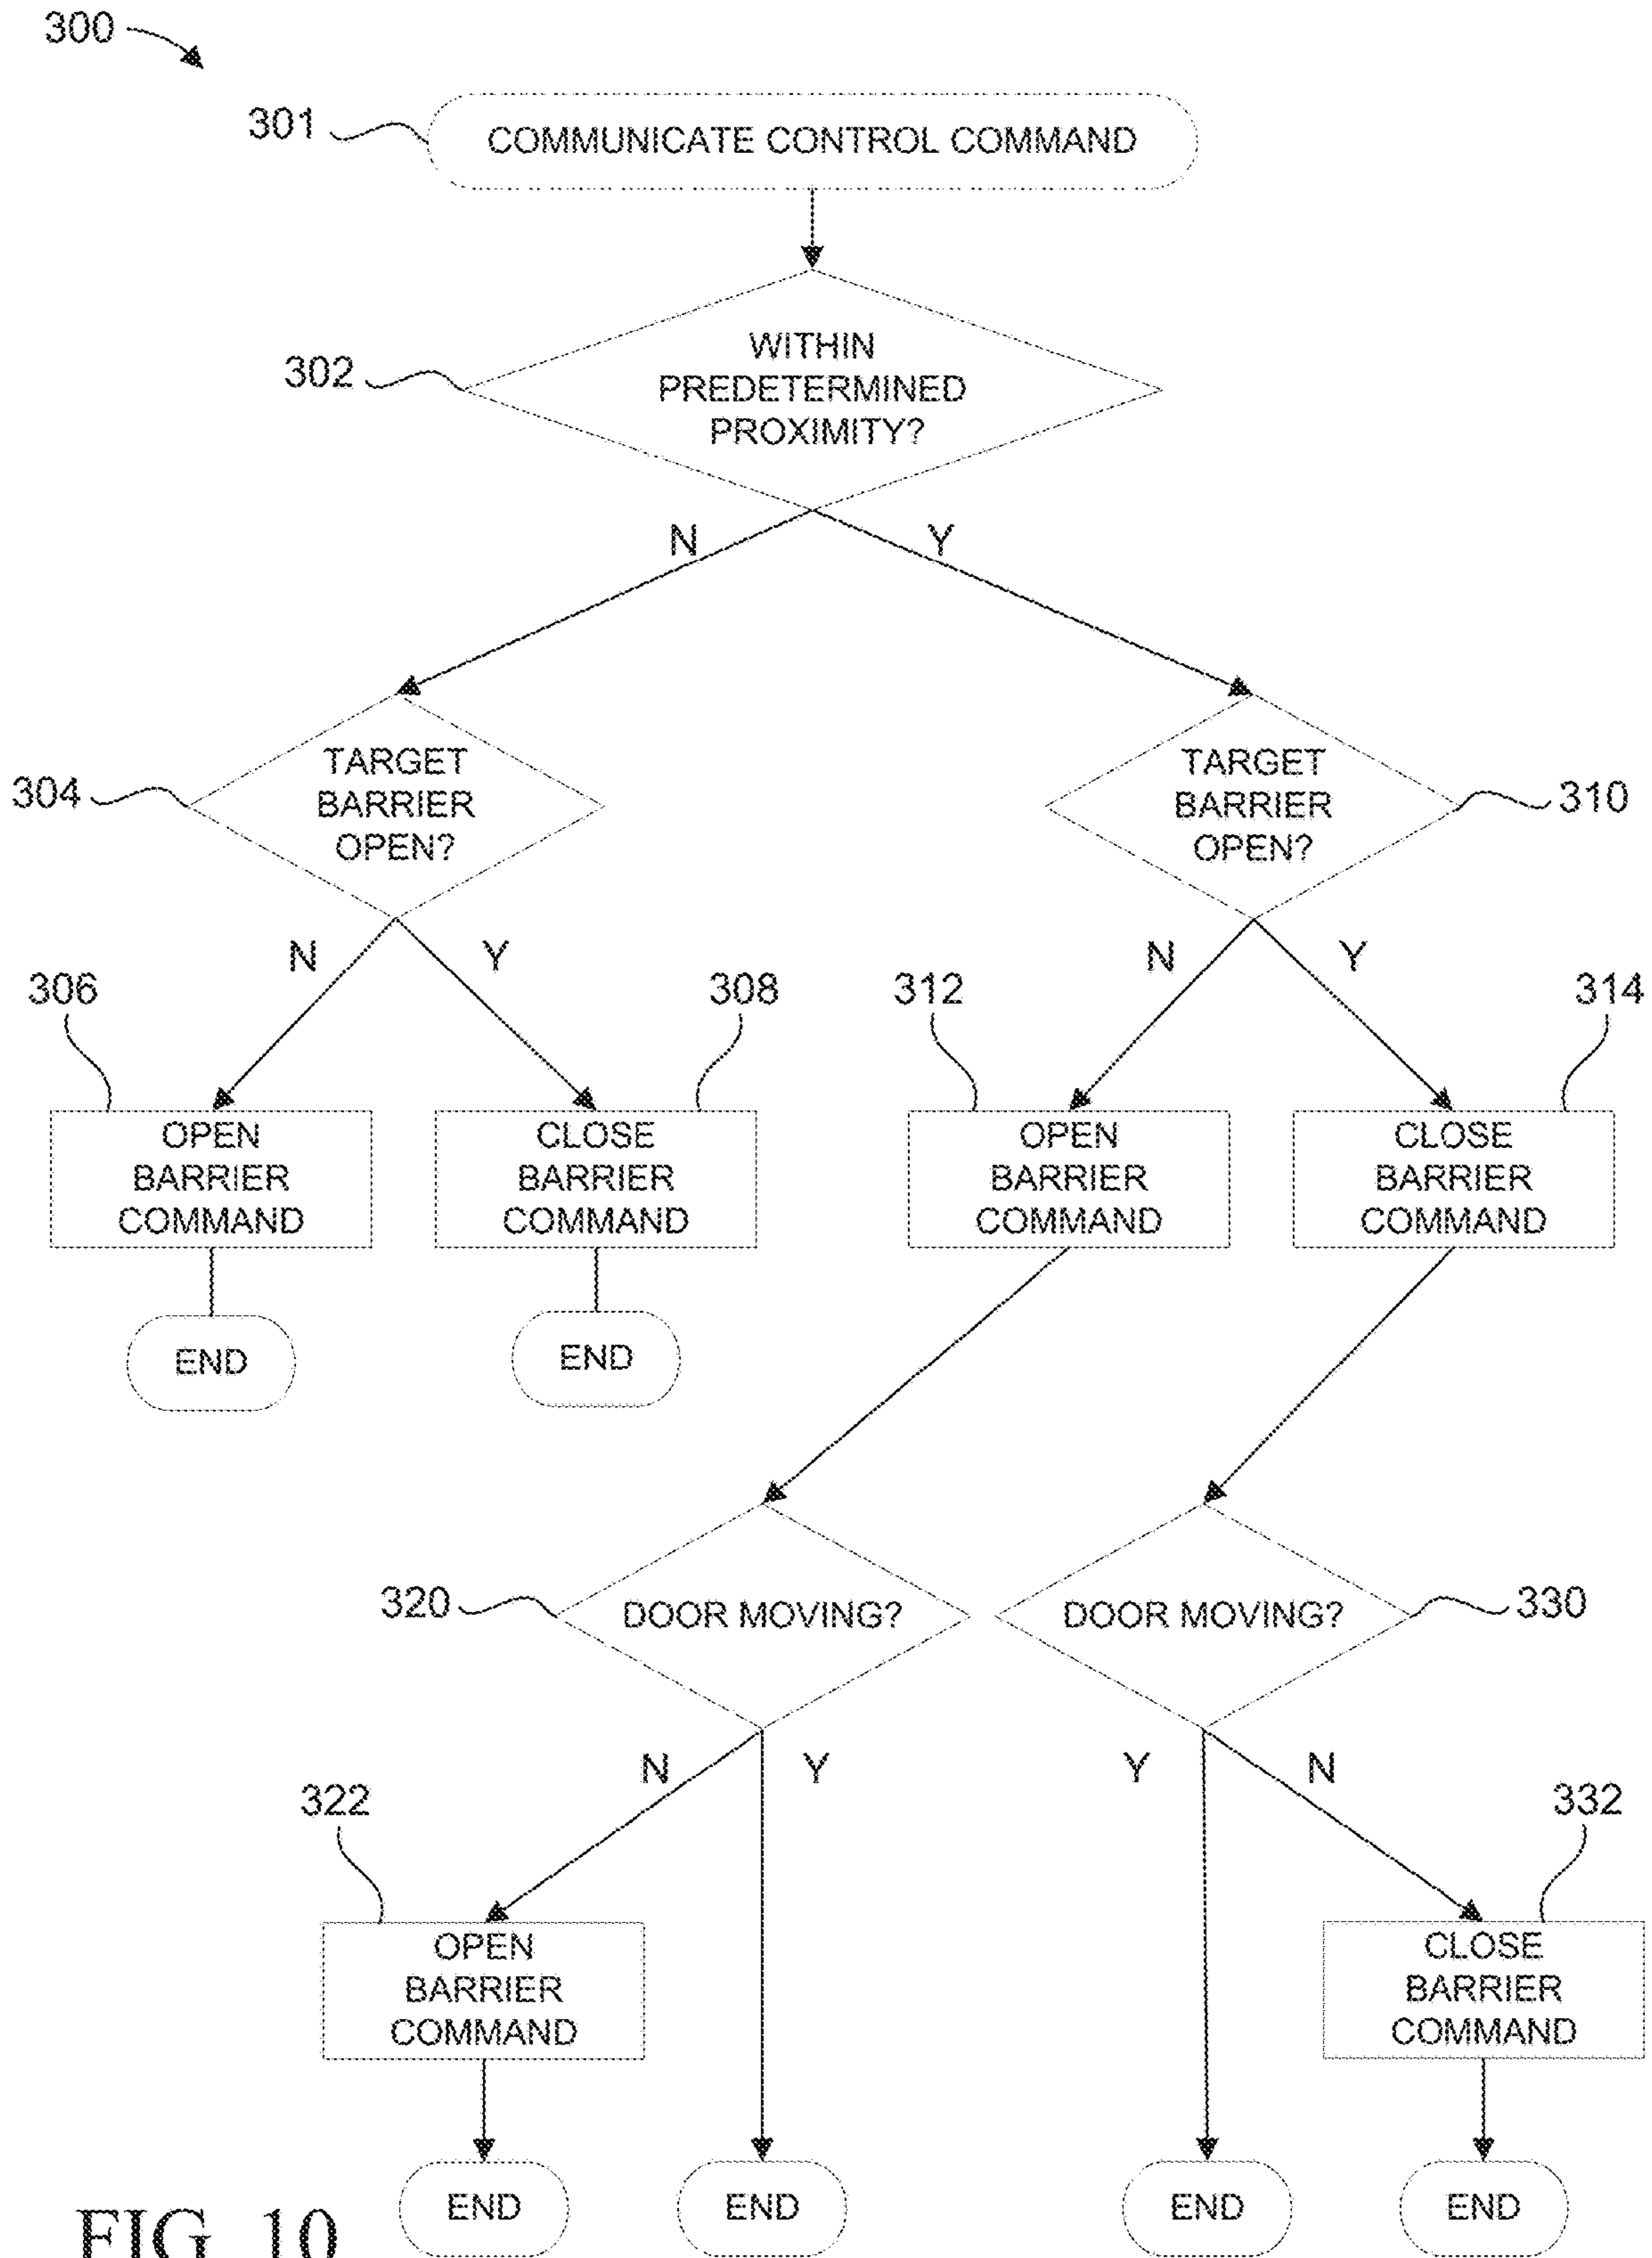 300
301
COMMUNICATE CONTROL COMMAND
302
WITHIN
PREDETERMINED
PROXIMITY?
N
Y
304
TARGET
BARRIER
OPEN?
TARGET
BARRIER
OPEN?
310
N
Y
N
Y
306
308
312
314
OPEN
BARRIER
COMMAND
CLOSE
BARRIER
COMMAND
OPEN
BARRIER
COMMAND
CLOSE
BARRIER
COMMAND
END
END
320
DOOR MOVING?
DOOR MOVING?
330
N
Y
Y
N
322
332
OPEN
BARRIER
COMMAND
CLOSE
BARRIER
COMMAND
END
END
END
END
FIG. 10